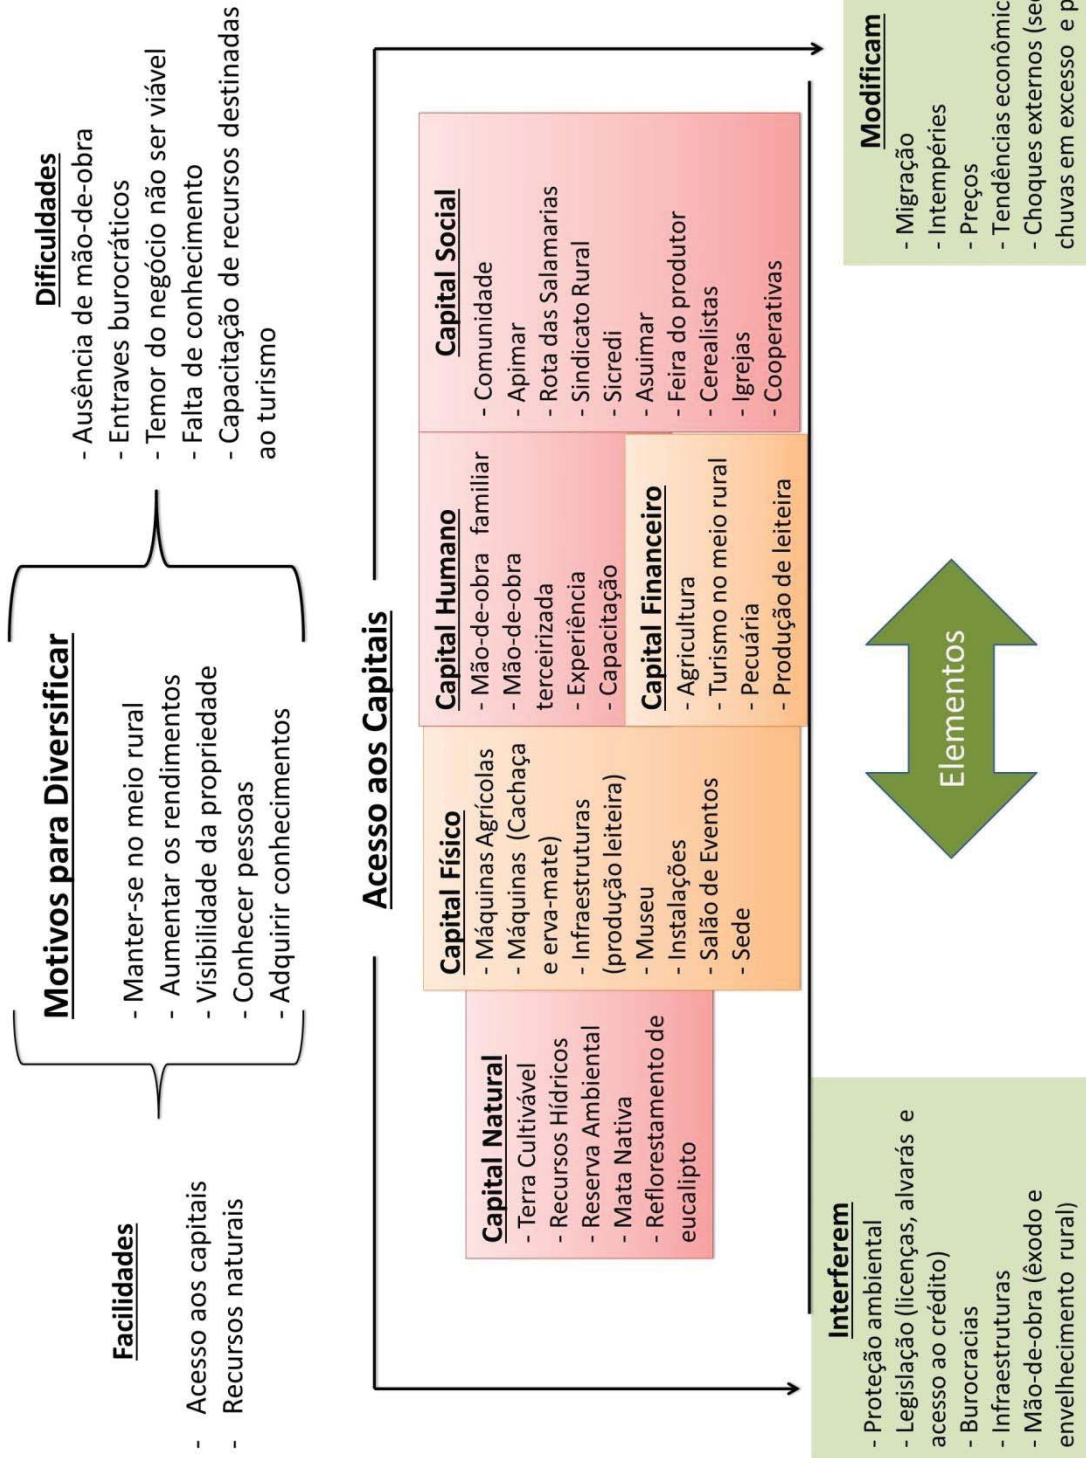 Motivos para Diversificar
- Manter-se no meio rural
- Aumentar os rendimentos
- Visibilidade da propriedade
- Conhecer pessoas
- Adquirir conhecimentos
Facilidades
- Acesso aos capitais
- Recursos naturais
Dificuldades
- Ausência de mão-de-obra
- Entraves burocráticos
- Temor do negócio não ser viável
- Falta de conhecimento
- Capacitação de recursos destinadas
ao turismo
Acesso aos Capitais
Capital Natural
- Terra Cultivável
- Recursos Hídricos
- Reserva Ambiental
- Mata Nativa
- Reflorestamento de
eucalipto
Capital Físico
- Máquinas Agrícolas
- Máquinas (Cachaça
e erva-mate)
- Infraestruturas
(produção leiteira)
- Museu
- Instalações
- Salão de Eventos
- Sede
Capital Humano
- Mão-de-obra familiar
- Mão-de-obra
terceirizada
- Experiência
- Capacitação
Capital Financeiro
- Agricultura
- Turismo no meio rural
- Pecuária
- Produção de leiteira
Capital Social
- Comunidade
- Apimar
- Rota das Salamarias
- Sindicato Rural
- Sicredi
- Asuimar
- Feira do produtor
- Cerealistas
- Igrejas
- Cooperativas
Interferem
- Proteção ambiental
- Legislação (licenças, alvarás e
acesso ao crédito)
- Burocracias
- Infraestruturas
- Mão-de-obra (êxodo e
envelhecimento rural)
Elementos
Modificam
- Migração
- Intempéries
- Preços
- Tendências
- Choques externos
chuvas em excesso e